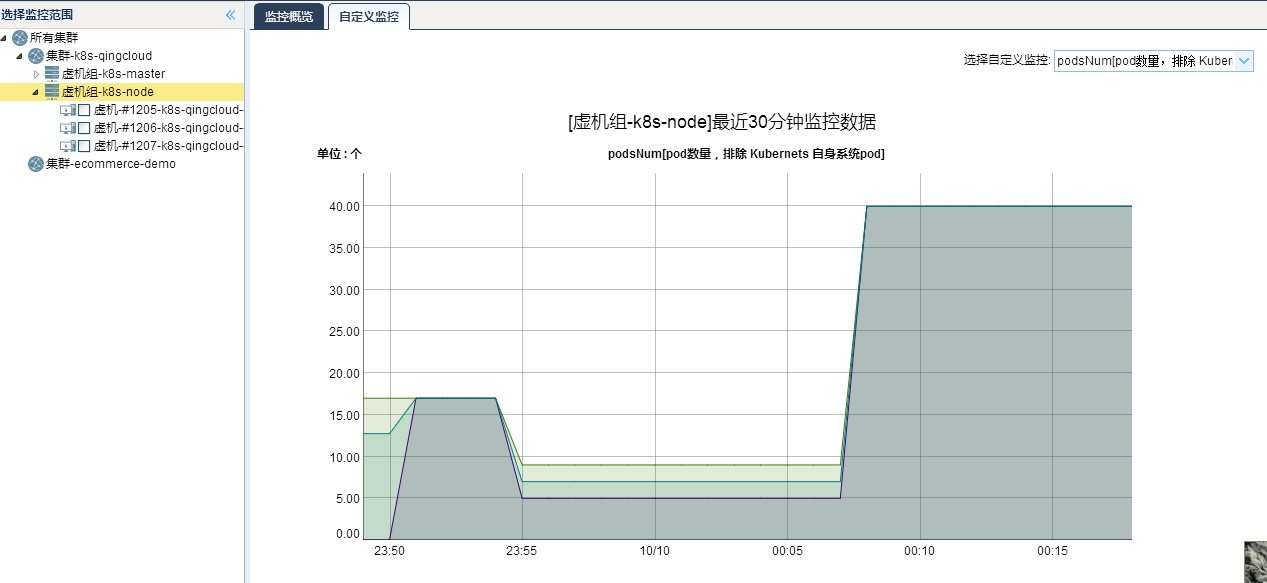 选择监控范围
所有集群
集群-k8s-qingcloud
虚机组-k8s-master
虚机组-k8s-node
虚机-#1205-k8s-qingcloud-
虚机-#1206-k8s-qingcloud-
虚机-#1207-k8s-qingcloud-
集群-ecommerce-demo
监控概览 自定义监控
选择自定义监控: podsNum[pod数量，排除 Kuber
[虚机组-k8s-node]最近30分钟监控数据
单位 : 个 podsNum[pod数量，排除 Kubernets 自身系统pod]
40.00
35.00
30.00
25.00
20.00
15.00
10.00
5.00
0.00
23:50 23:55 10/10 00:05 00:10 00:15